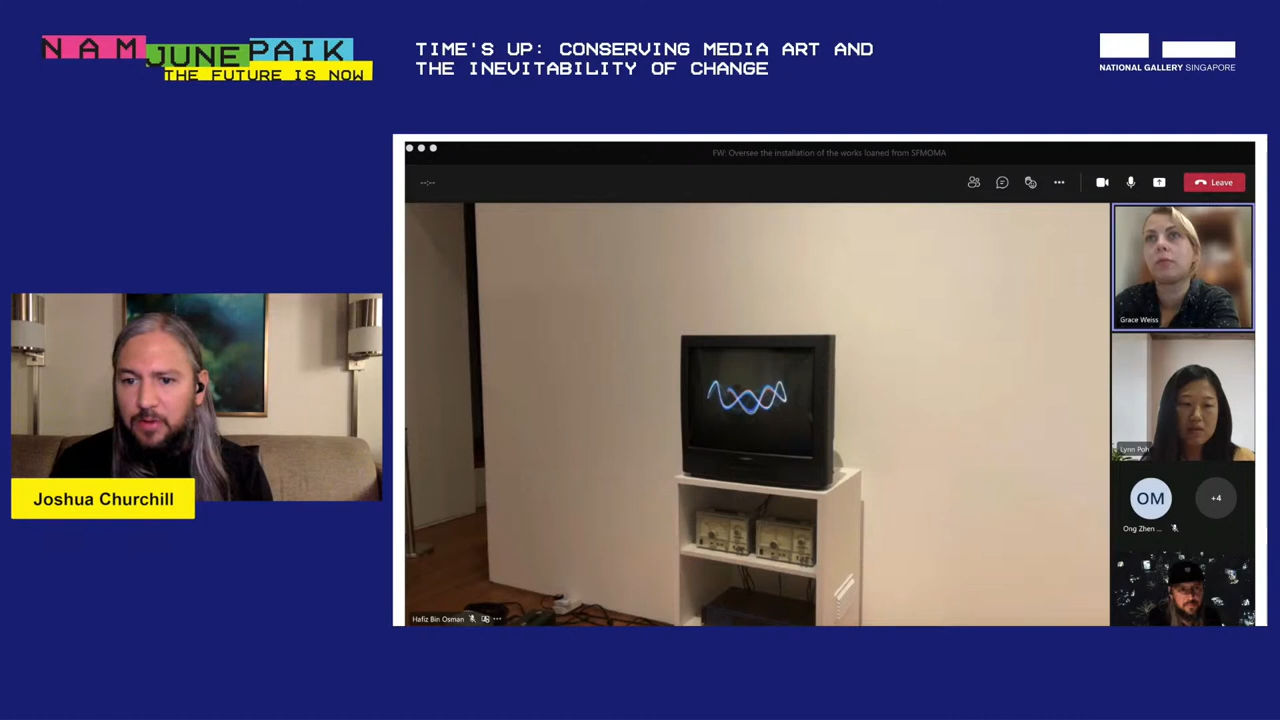 NAM JUNE PAIK
THE FUTURE IS NOW
TIME'S UP: CONSERVING MEDIA ART AND
THE INEVITABILITY OF CHANGE
NATIONAL GALLERY SINGAPORE
FW: Oversee the installation of the works loaned from SFMOMA
--:--
Leave
Grace Weiss
Lynn Poh
OM
+4
Ong Zhen ...
Hafiz Bin Osman
Joshua Churchill